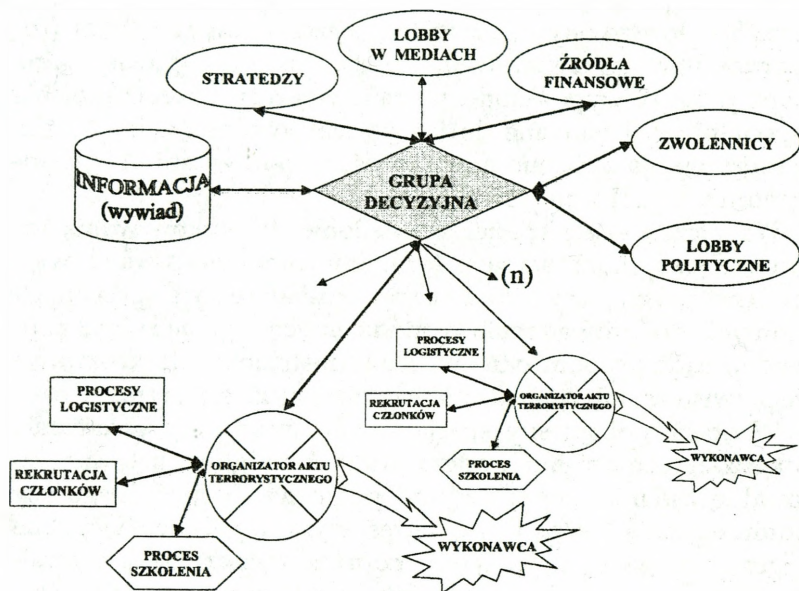 LOBBY
W MEDIACH
STRATEDZY
ŹRÓDŁA
FINANSOWE
INFORMACJA
(wywiad)
GRUPA
DECYZYJNA
ZWOLENNICY
LOBBY
POLITYCZNE
(n)
PROCESY
LOGISTYCZNE
REKRUTACJA
CZŁONKÓW
ORGANIZATOR AKTU
TERRORYSTYCZNEGO
PROCES
SZKOLENIA
WYKONAWCA
PROCESY
LOGISTYCZNE
REKRUTACJA
CZŁONKÓW
ORGANIZATOR AKTU
TERRORYSTYCZNEGO
PROCES
SZKOLENIA
WYKONAWCA